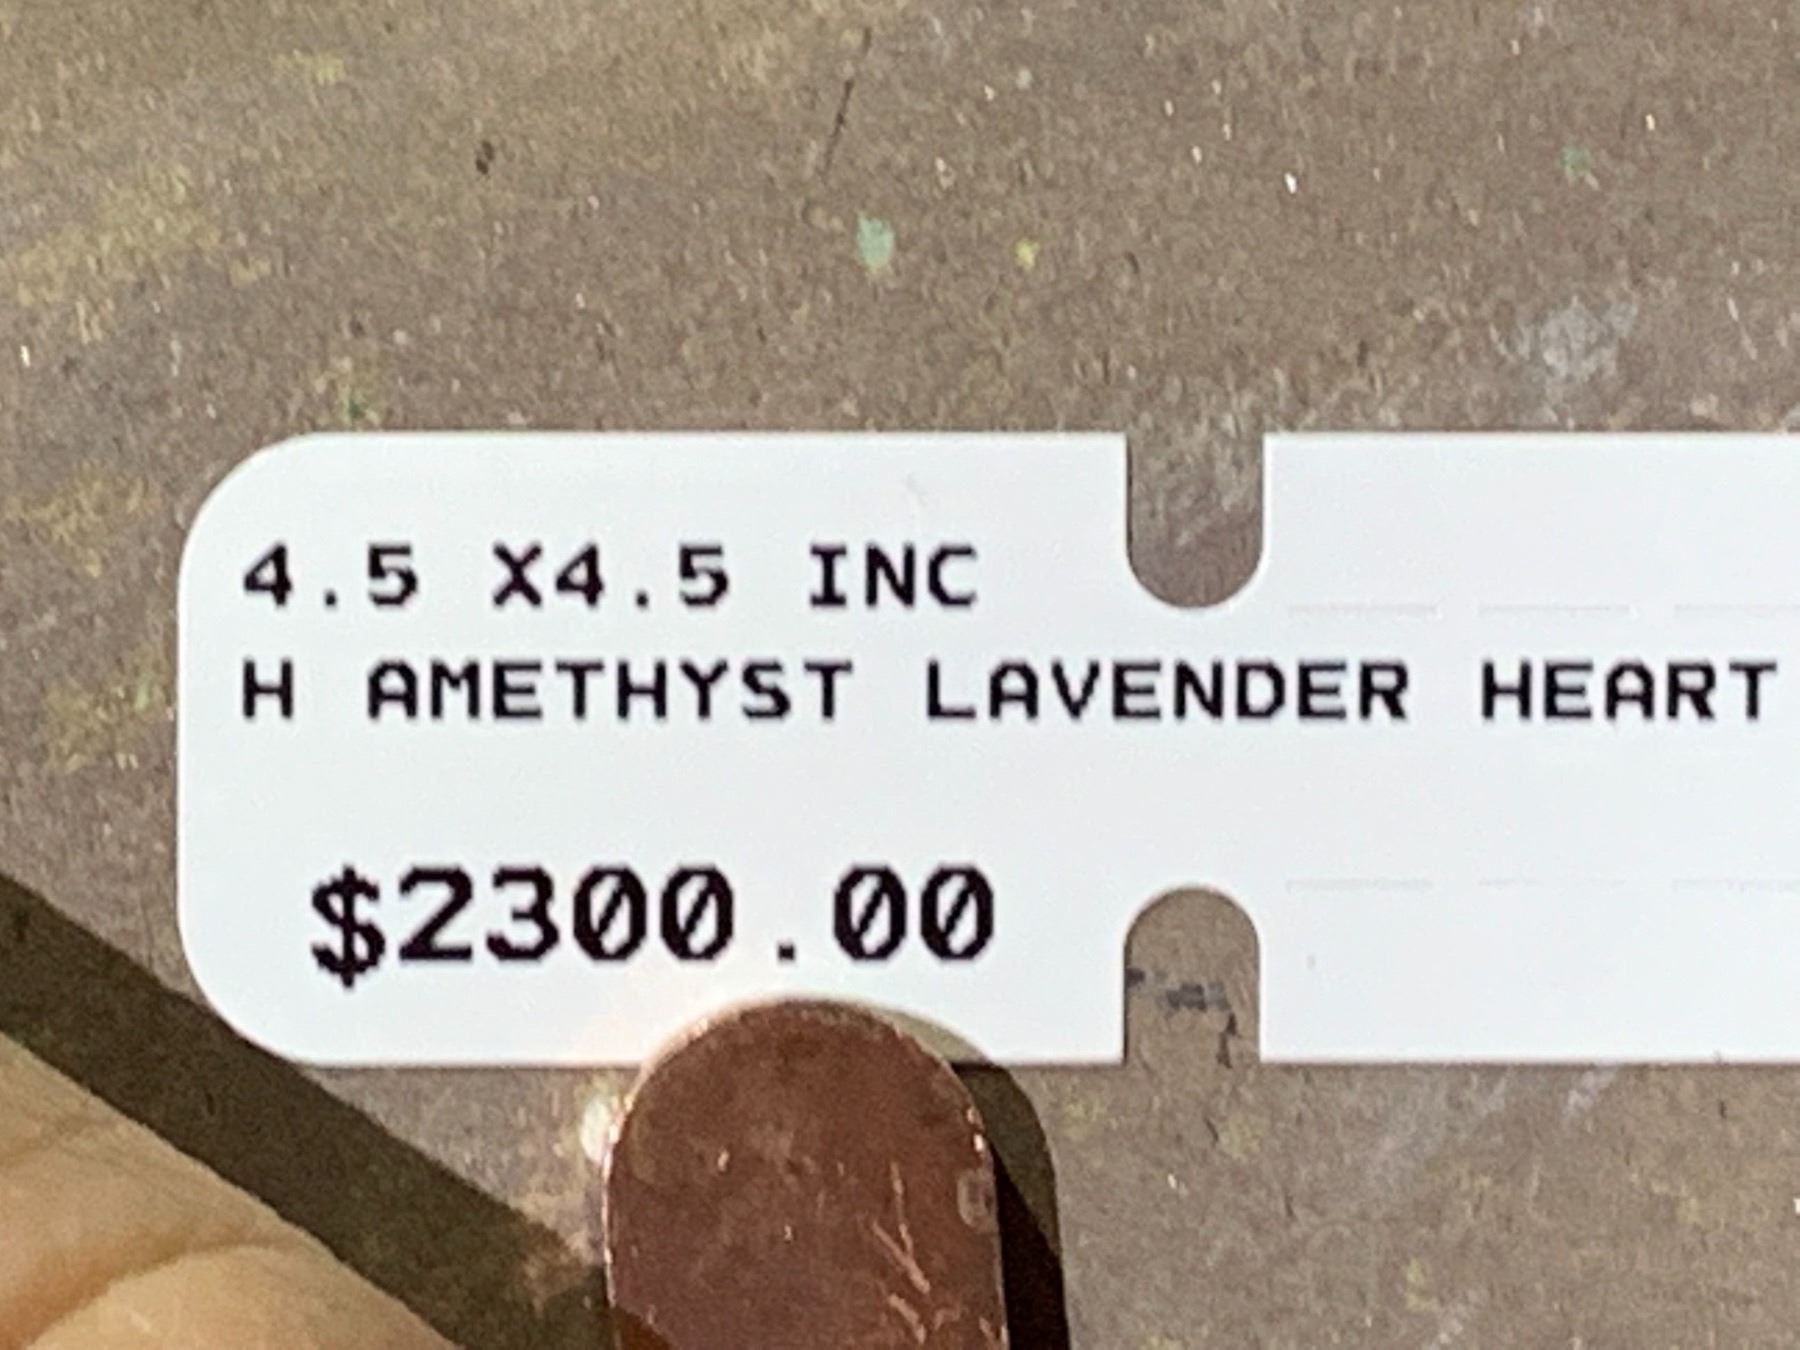 4.5 X4.5 INC
H AMETHYST LAVENDER HEART
$2300.00